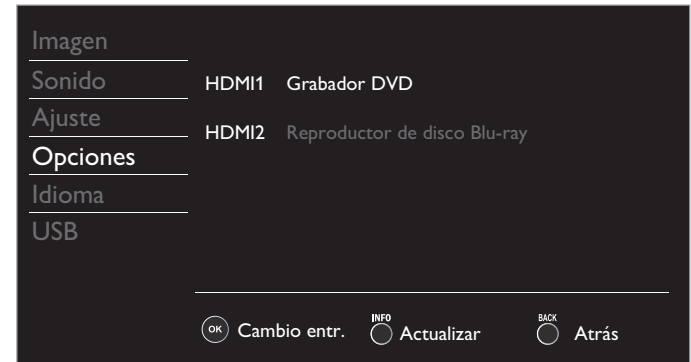 Imagen
Sonido
Ajuste
Opciones
Idioma
USB
HDMI1 Grabador DVD
HDMI2 Reproductor de disco Blu-ray
OK Cambio entr. INFO Actualizar BACK Atrás